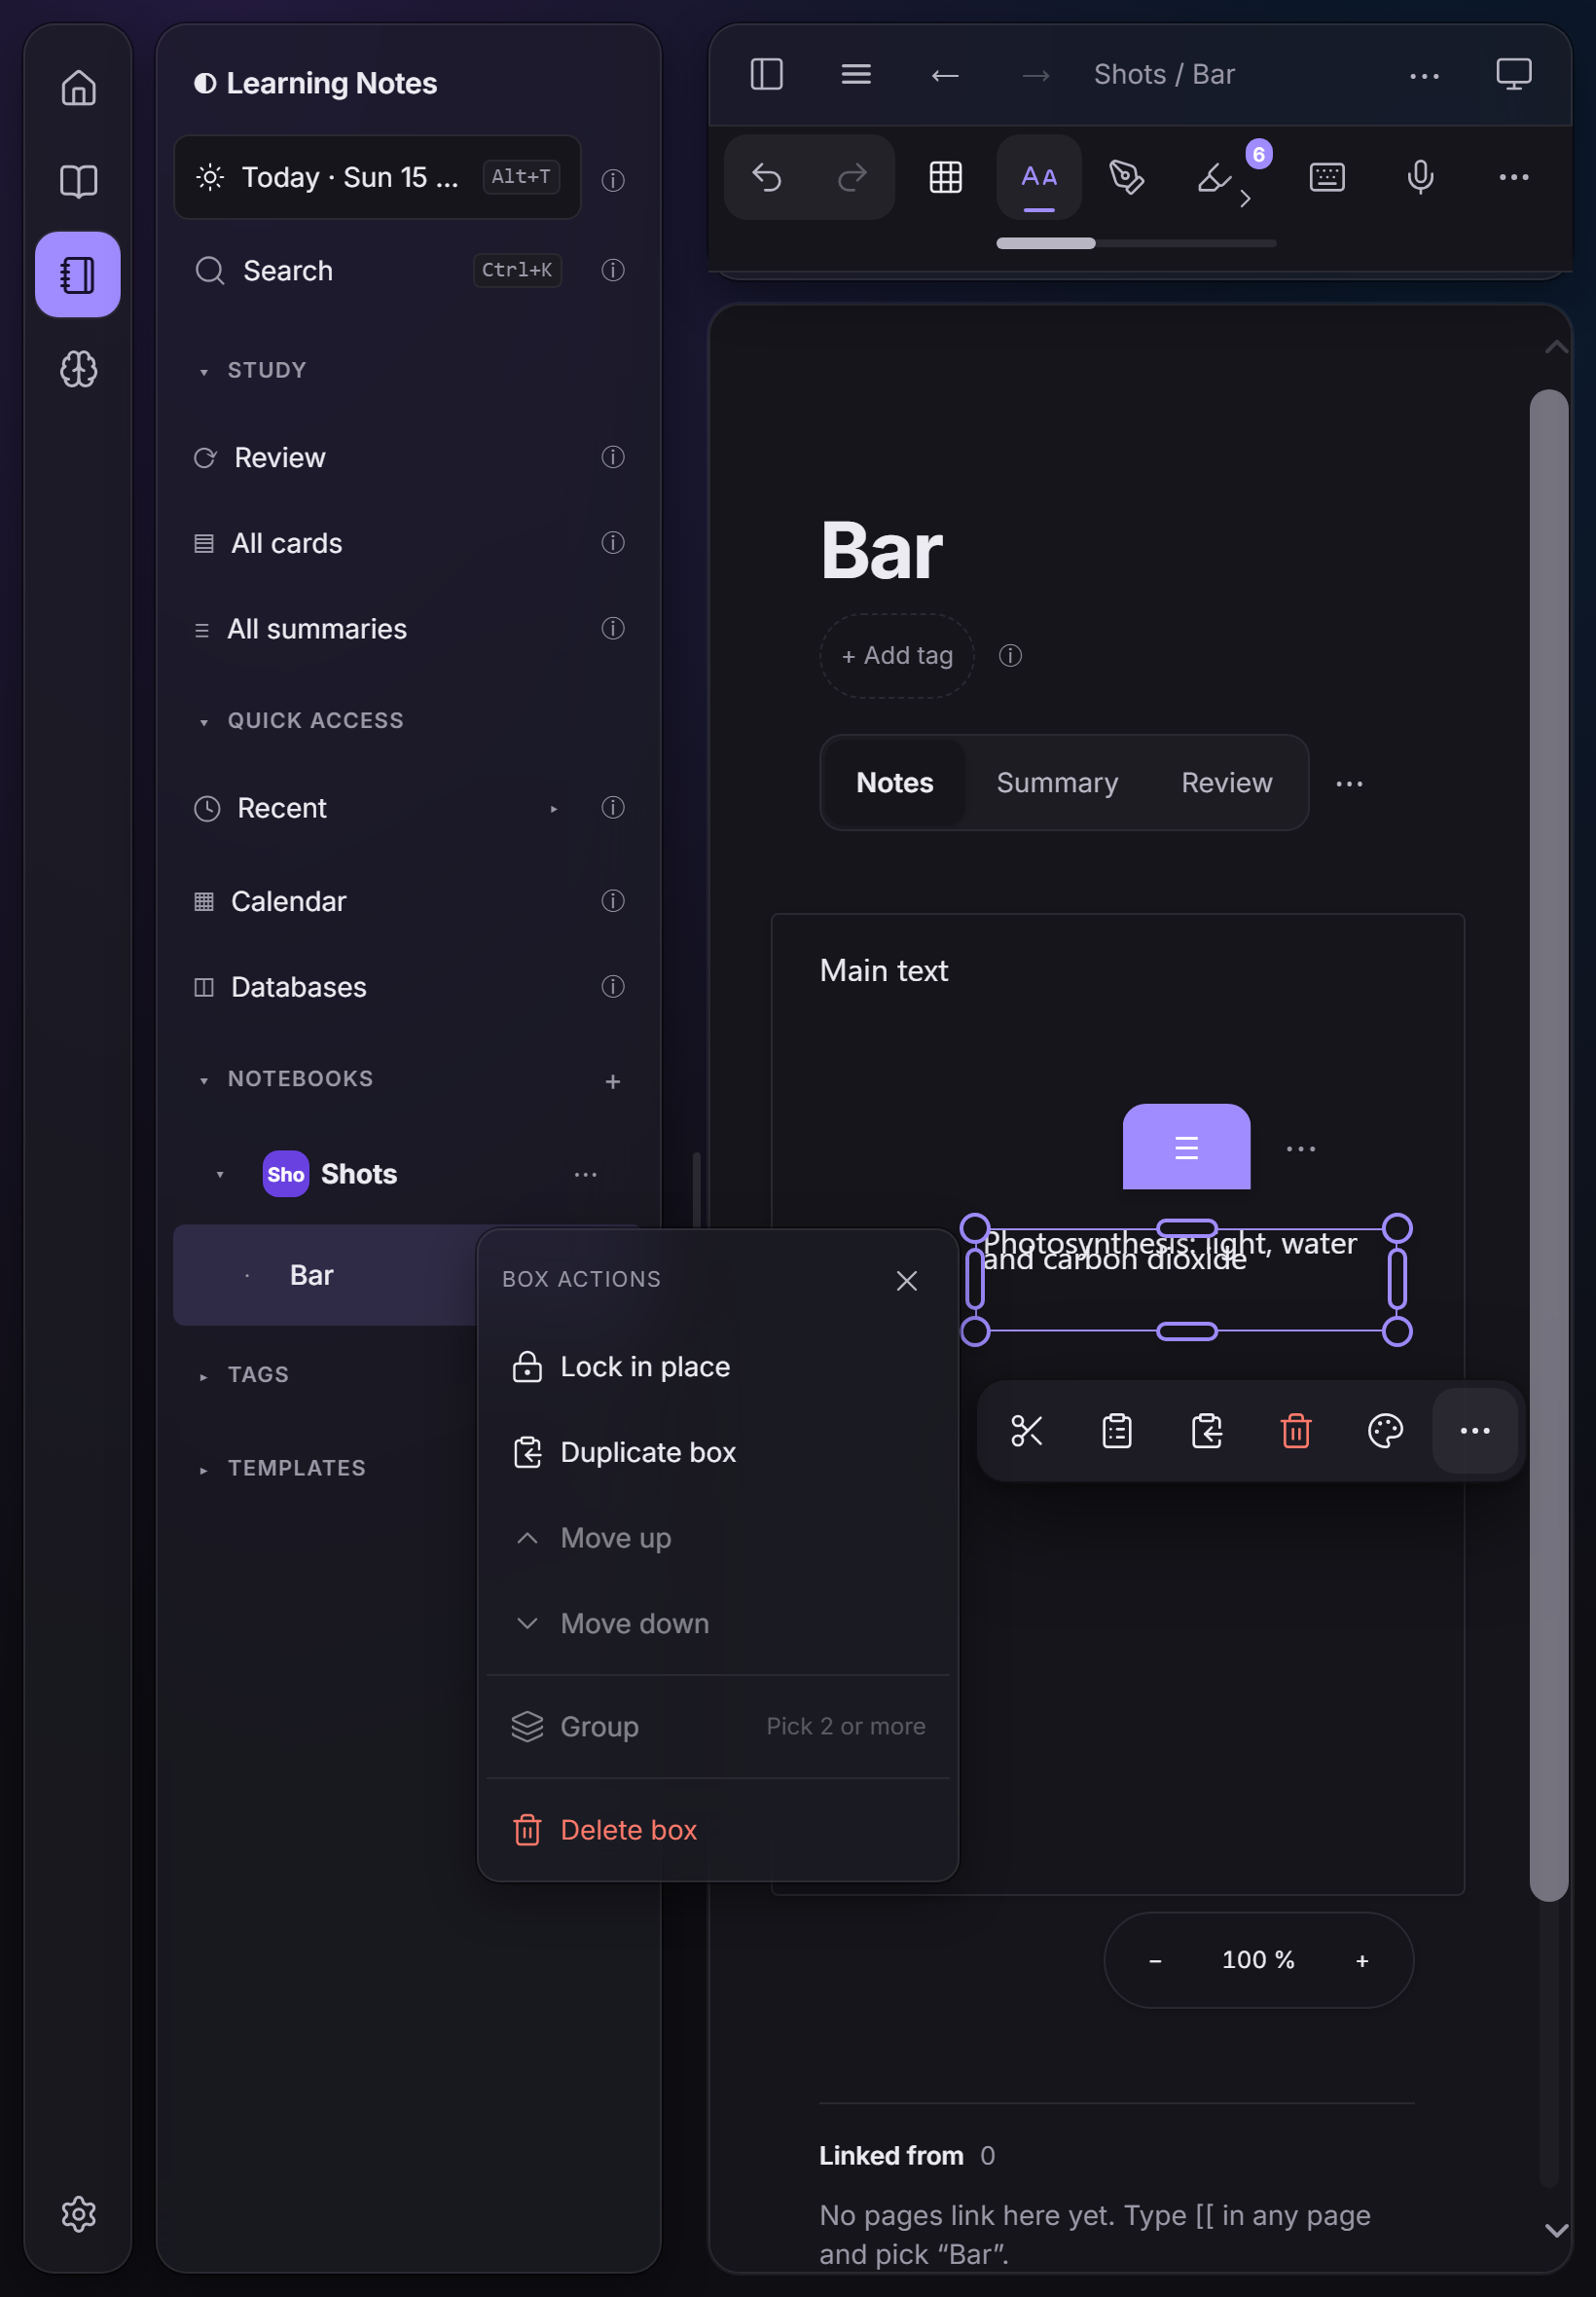 Learning Notes
Today · Sun 15 ... Alt+T
Search Ctrl+K
STUDY
Review
All cards
All summaries
QUICK ACCESS
Recent
Calendar
Databases
NOTEBOOKS +
Sho Shots
Bar
TAGS
TEMPLATES
Shots / Bar
AA
6
Bar
+ Add tag
Notes Summary Review
Main text
Photosynthesis: light, water
and carbon dioxide
BOX ACTIONS
Lock in place
Duplicate box
Move up
Move down
Group Pick 2 or more
Delete box
− 100 % +
Linked from 0
No pages link here yet. Type [[ in any page
and pick “Bar”.